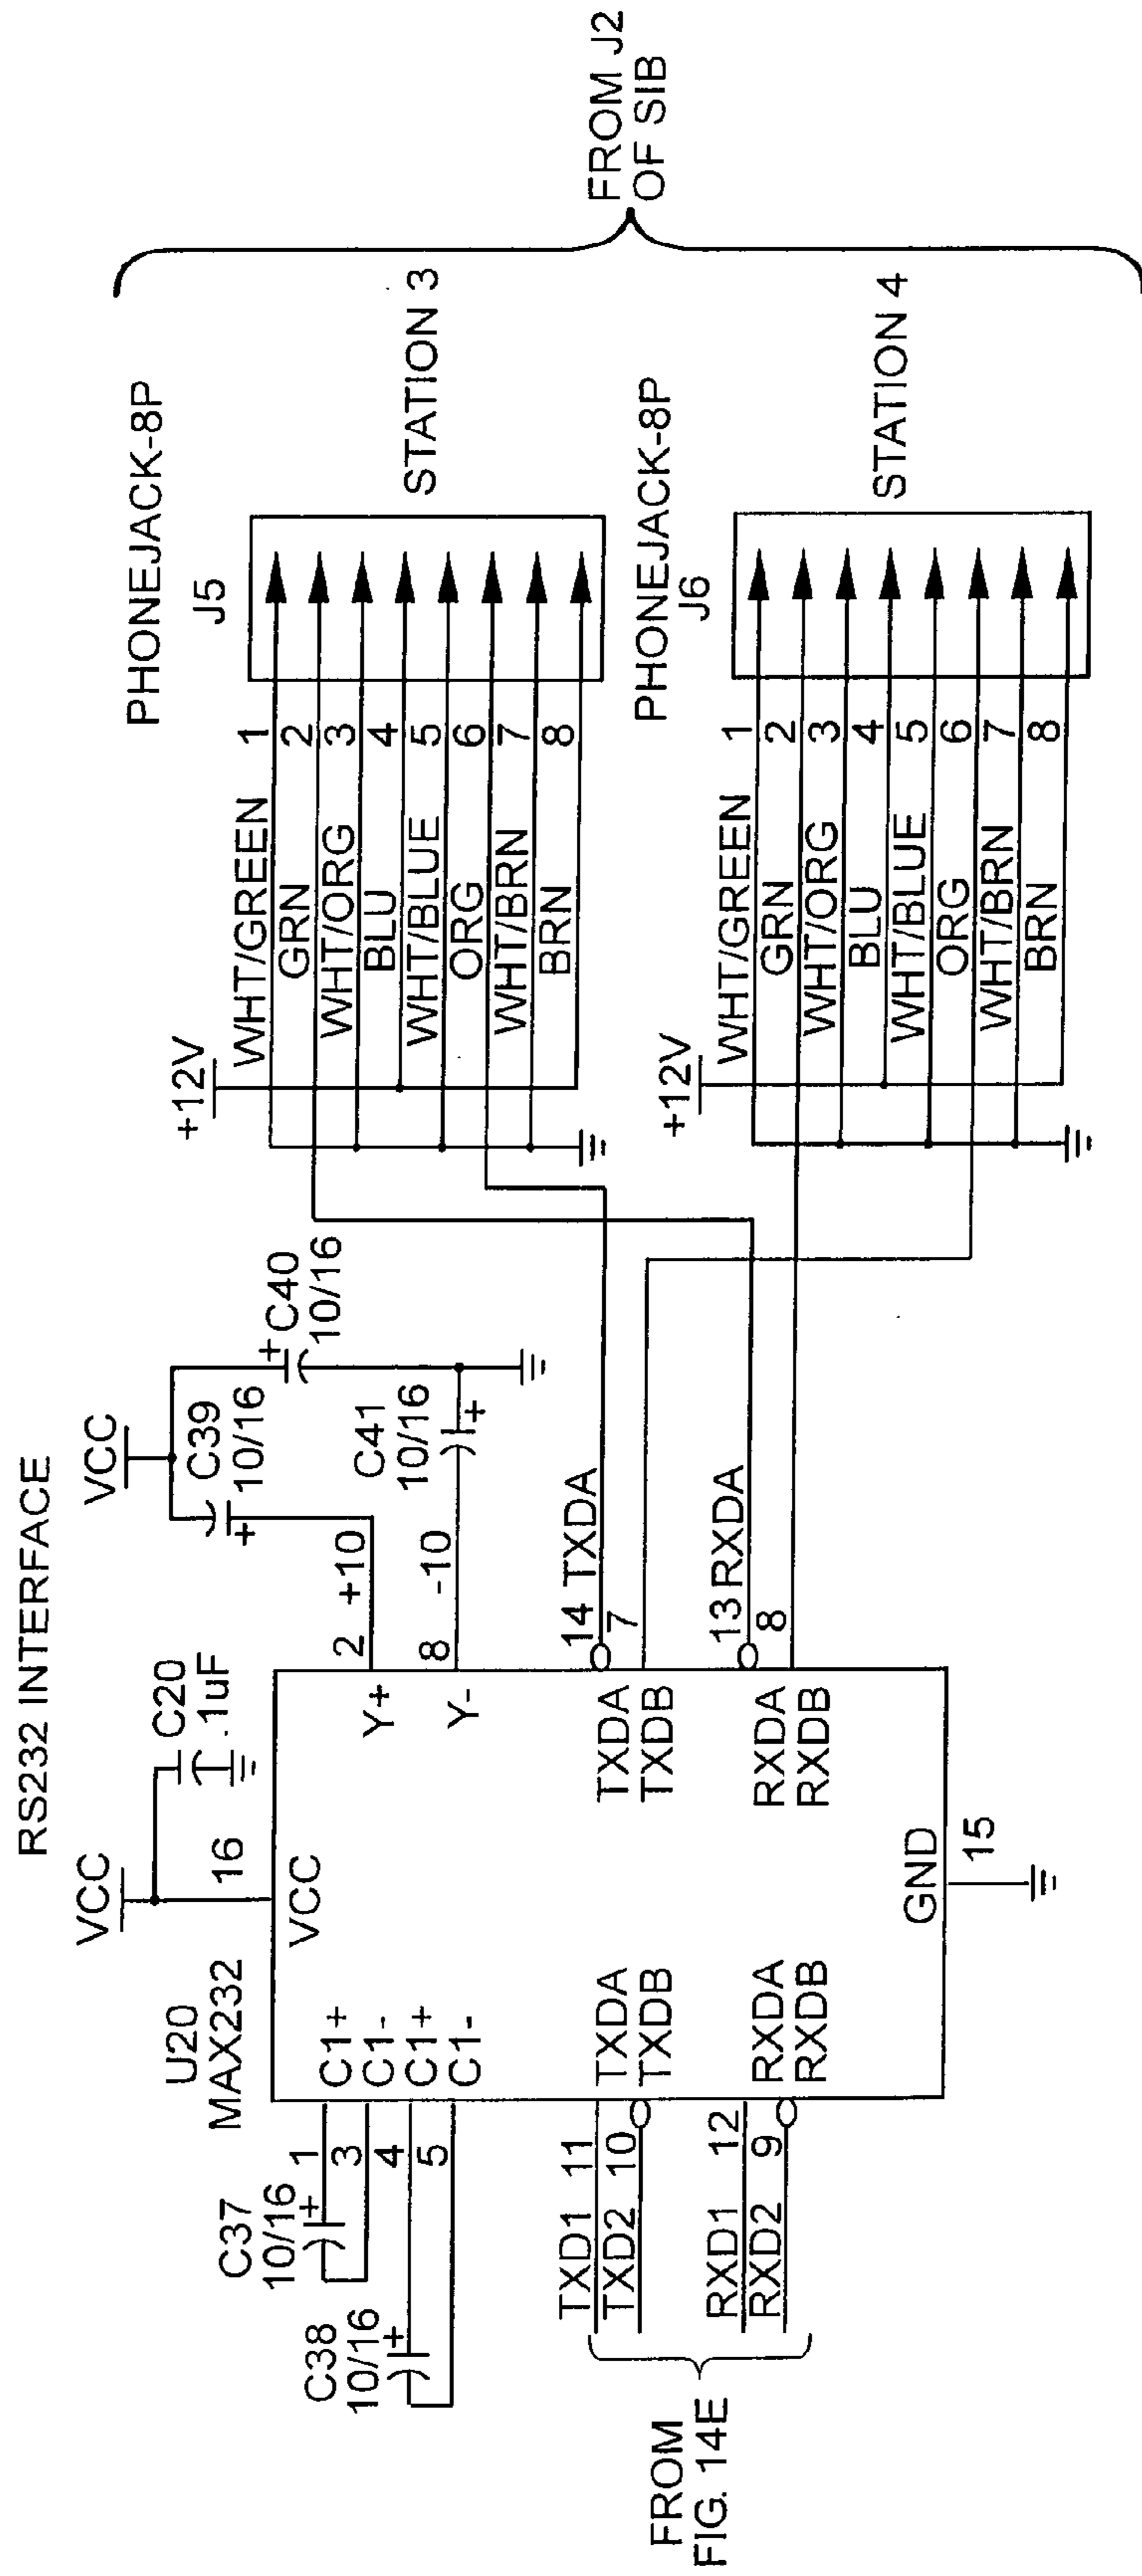 RS232 INTERFACE
VCC
VCC
C20
.1uF
16
U20
MAX232
VCC
C39
10/16
C40
10/16
C41
10/16
C37
10/16
C38
10/16
1
3
4
5
C1+
C1-
C1+
C1-
Y+
Y-
2 +10
8 -10
TXD1 11
TXD2 10
RXD1 12
RXD2 9
TXDA
TXDB
RXDA
RXDB
TXDA
TXDB
RXDA
RXDB
14 TXDA
7
13 RXDA
8
GND
15
FROM
FIG. 14E
PHONEJACK-8P
J5
+12V
WHT/GREEN 1
GRN 2
WHT/ORG 3
BLU 4
WHT/BLUE 5
ORG 6
WHT/BRN 7
BRN 8
STATION 3
PHONEJACK-8P
J6
+12V
WHT/GREEN 1
GRN 2
WHT/ORG 3
BLU 4
WHT/BLUE 5
ORG 6
WHT/BRN 7
BRN 8
STATION 4
FROM J2
OF SIB